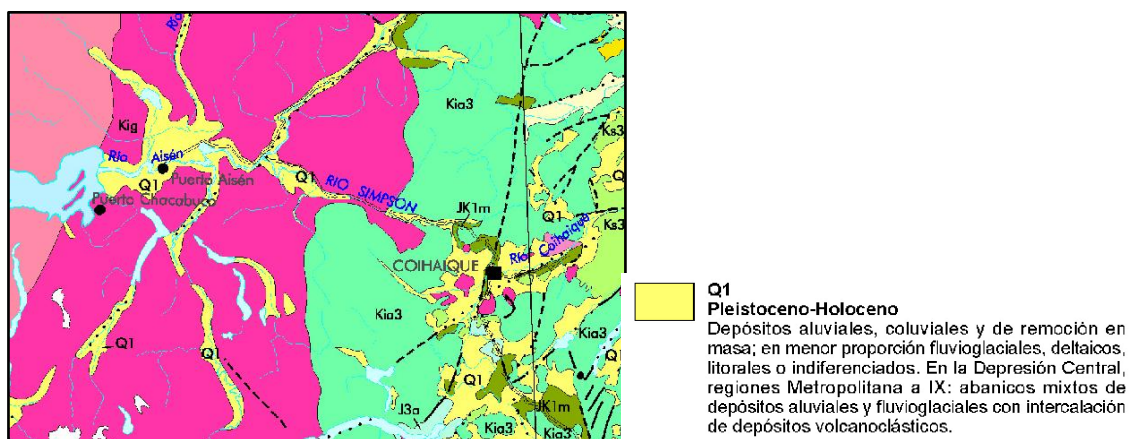 Río
Kia3
Ks3
Kig
Río Aisén
Q1
Puerto Aisén
Puerto Chacabuco
Q1
RIO SIMPSON
JK1m
Q1
Río Coihaique
Ks3
COIHAIQUE
Kia3
Kia3
Kia3
Q1
Q1
Q1
J3a
JK1m
Kia3
Q1
Pleistoceno-Holoceno
Depósitos aluviales, coluviales y de remoción en
masa; en menor proporción fluvioglaciales, deltaicos,
litorales o indiferenciados. En la Depresión Central,
regiones Metropolitana a IX: abanicos mixtos de
depósitos aluviales y fluvioglaciales con intercalación
de depósitos volcanoclásticos.